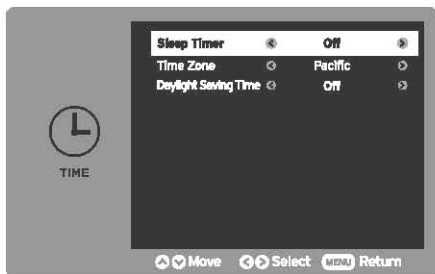 Sleep Timer Off
Time Zone Pacific
Daylight Saving Time Off
TIME
Move Select MENU Return